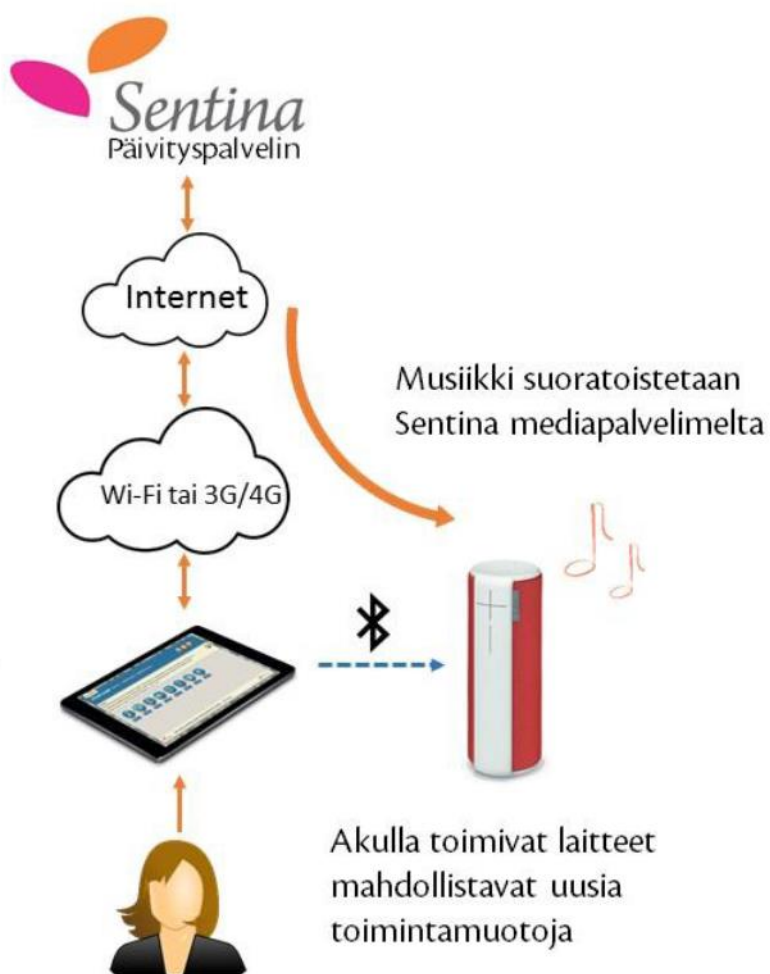 Sentina
Päivityspalvelin
Internet
Musiikki suoratoistetaan
Sentina mediapalvelimelta
Wi-Fi tai 3G/4G
Akulla toimivat laitteet
mahdollistavat uusia
toimintamuotoja